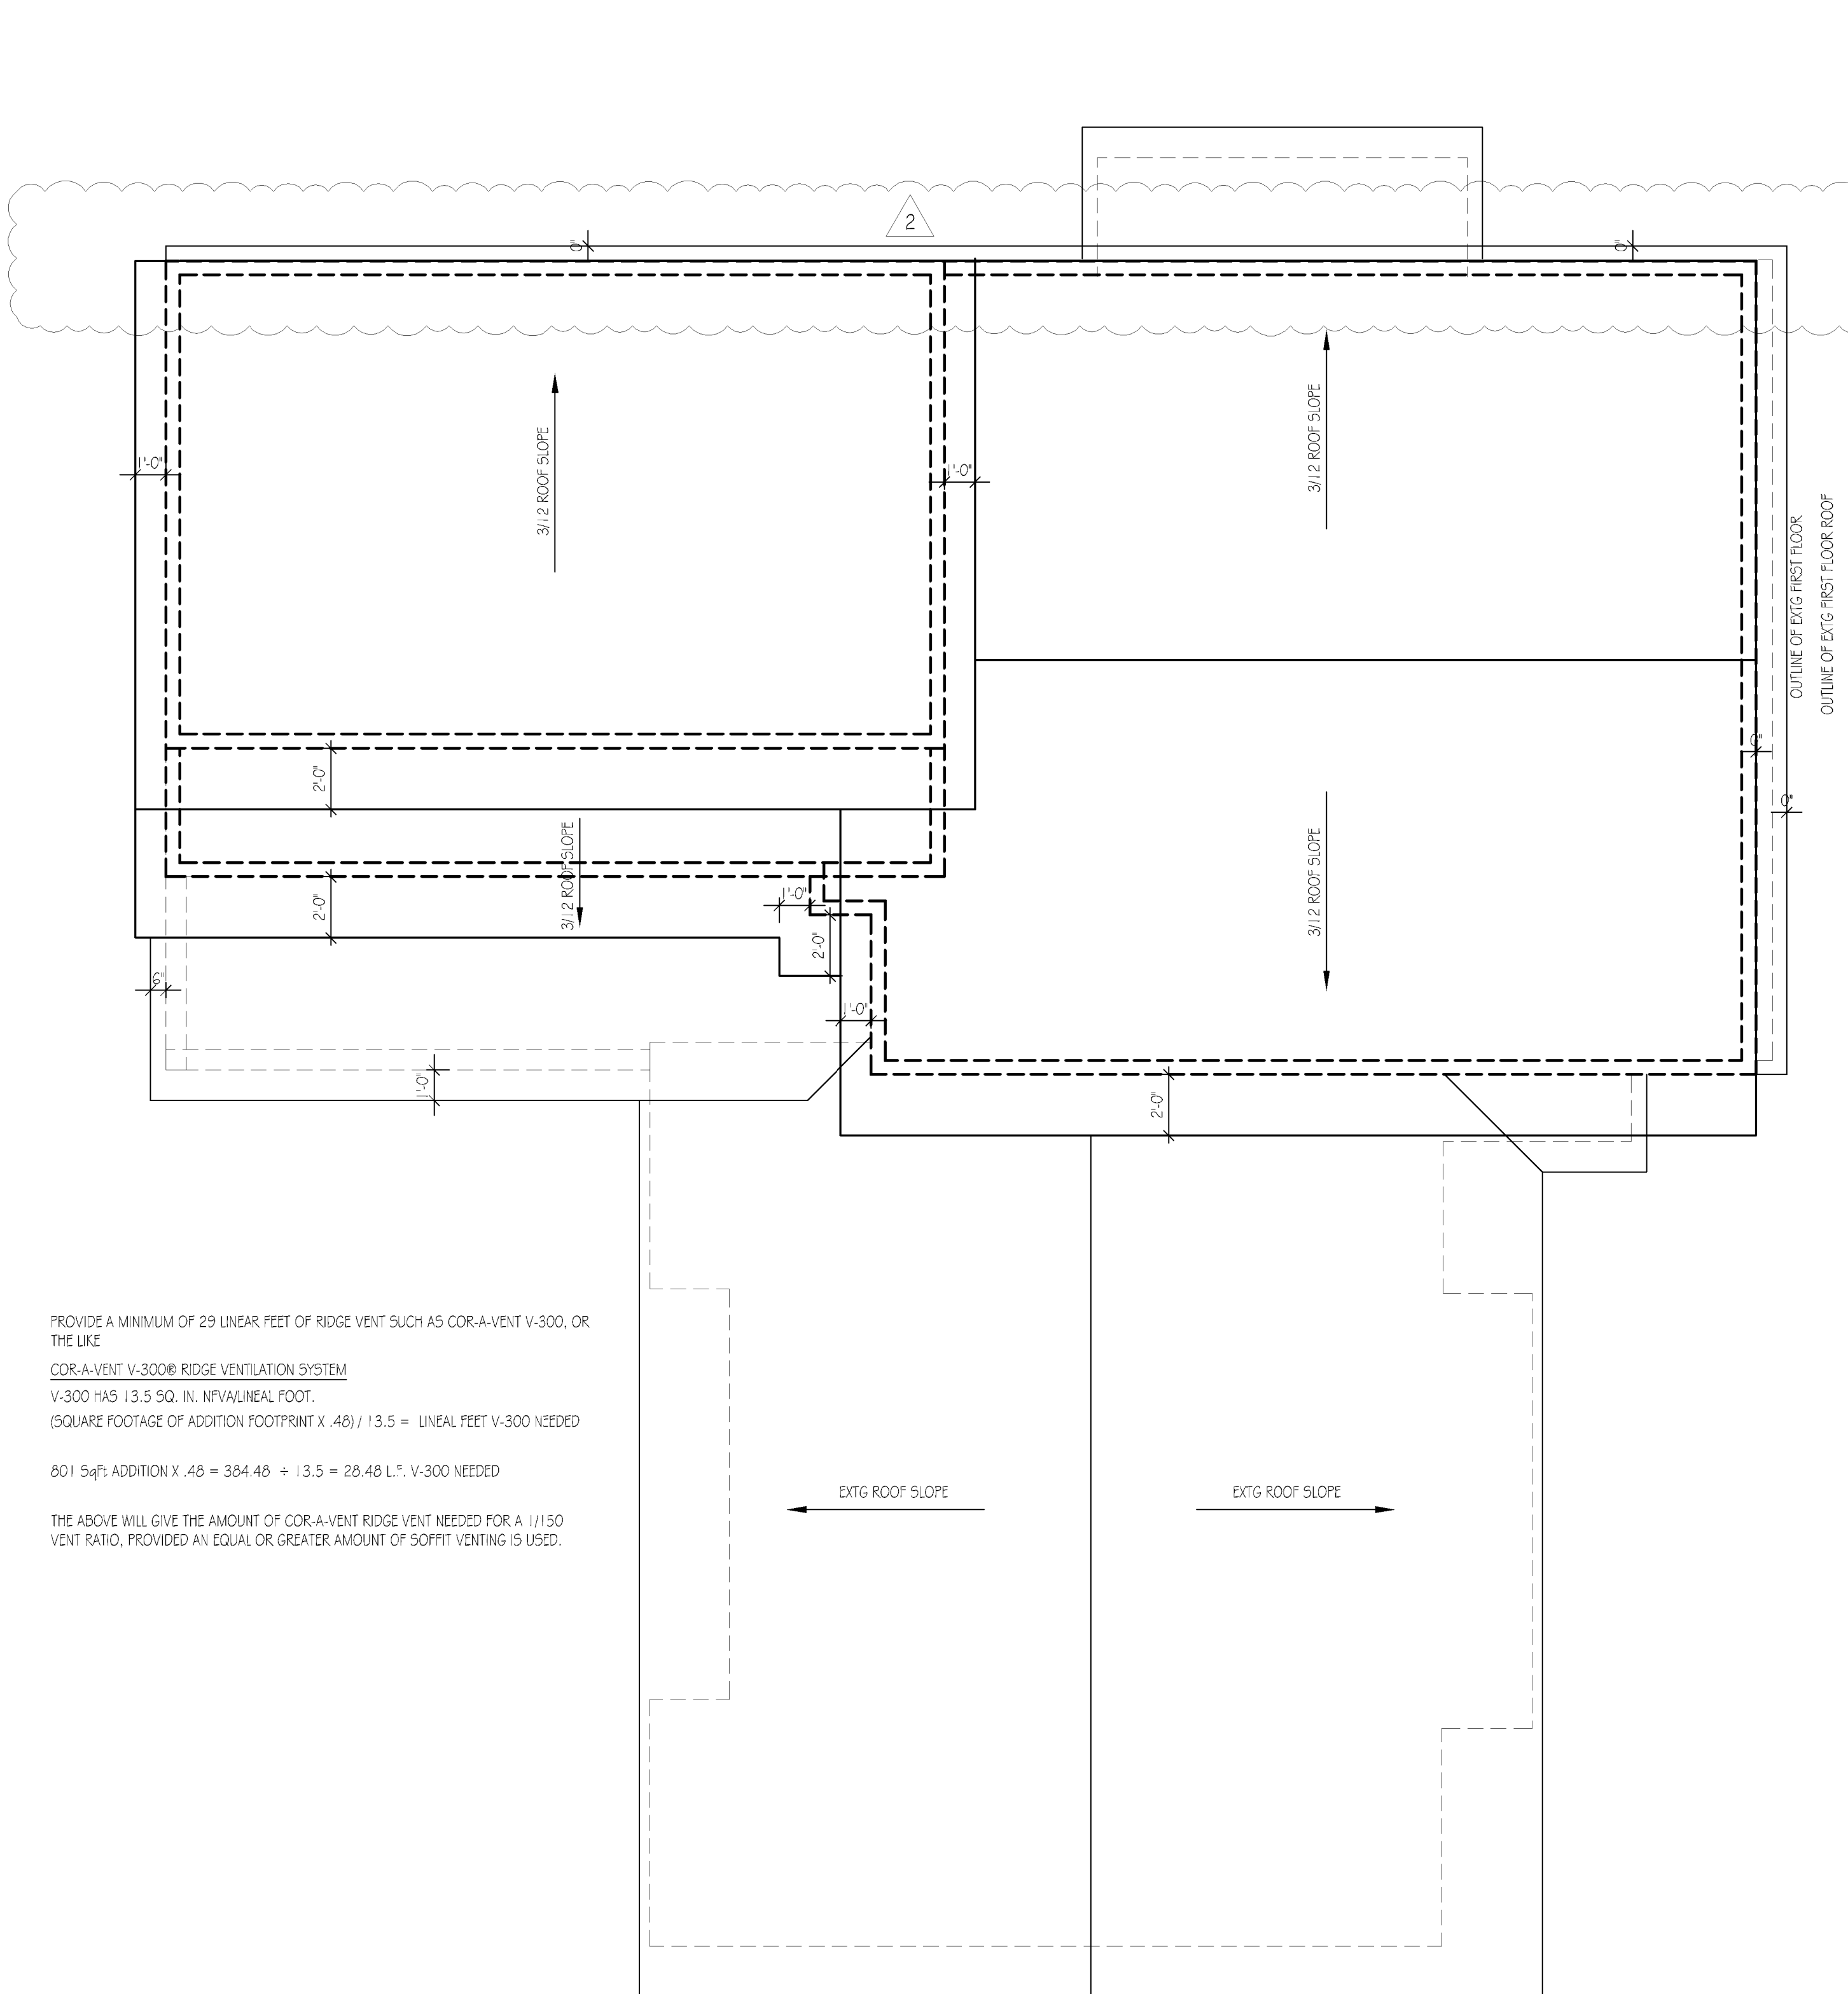 2
0"
0"
1'-0"
3/12 ROOF SLOPE
1'-0"
3/12 ROOF SLOPE
OUTLINE OF EXTG FIRST FLOOR
OUTLINE OF EXTG FIRST FLOOR ROOF
2'-0"
0"
0"
2'-0"
3/12 ROOF SLOPE
1'-0"
2'-0"
3/12 ROOF SLOPE
6"
1'-0"
1'-0"
2'-0"
PROVIDE A MINIMUM OF 29 LINEAR FEET OF RIDGE VENT SUCH AS COR-A-VENT V-300, OR
THE LIKE
COR-A-VENT V-300® RIDGE VENTILATION SYSTEM
V-300 HAS 13.5 SQ. IN. NFVA/LINEAL FOOT.
(SQUARE FOOTAGE OF ADDITION FOOTPRINT X .48) / 13.5 = LINEAL FEET V-300 NEEDED
801 SqFt ADDITION X .48 = 384.48 ÷ 13.5 = 28.48 L.F. V-300 NEEDED
THE ABOVE WILL GIVE THE AMOUNT OF COR-A-VENT RIDGE VENT NEEDED FOR A 1/150
VENT RATIO, PROVIDED AN EQUAL OR GREATER AMOUNT OF SOFFIT VENTING IS USED.
EXTG ROOF SLOPE
EXTG ROOF SLOPE